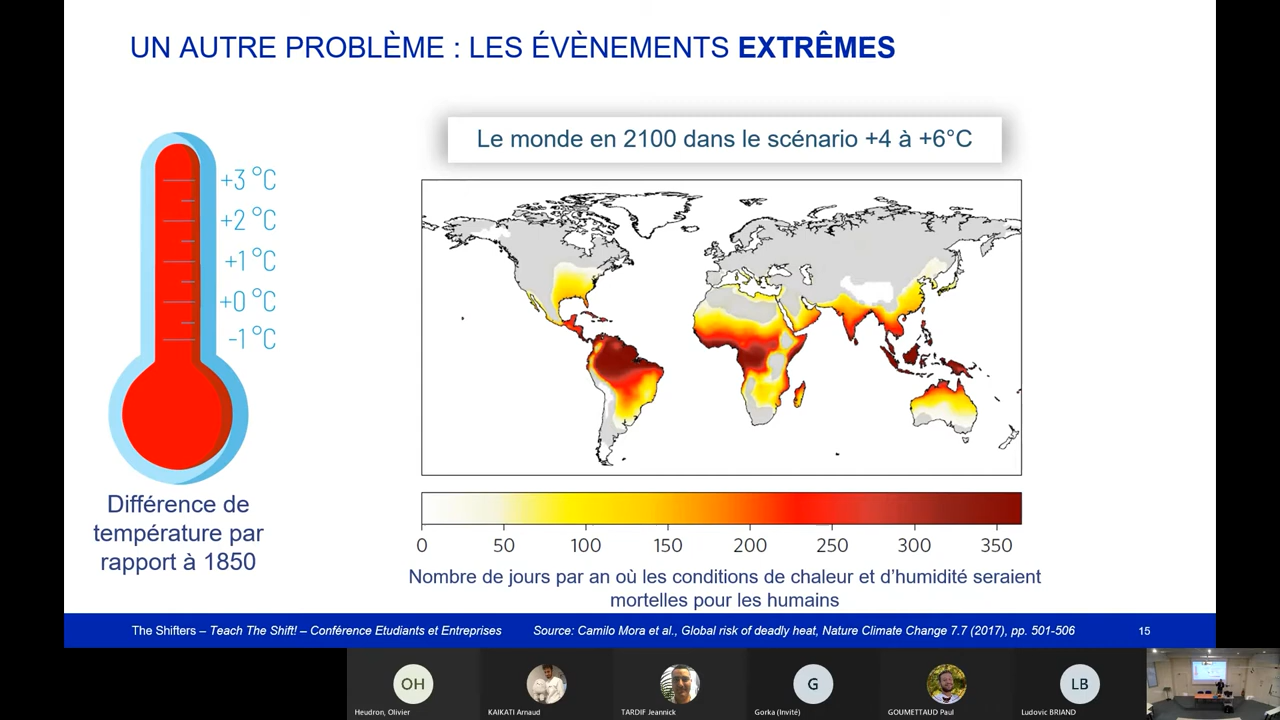 UN AUTRE PROBLÈME : LES ÉVÈNEMENTS EXTRÊMES
Le monde en 2100 dans le scénario +4 à +6°C
+3 °C
+2 °C
+1 °C
+0 °C
-1 °C
Différence de
température par
rapport à 1850
0 50 100 150 200 250 300 350
Nombre de jours par an où les conditions de chaleur et d'humidité seraient
mortelles pour les humains
The Shifters – Teach The Shift! – Conférence Etudiants et Entreprises Source: Camilo Mora et al., Global risk of deadly heat, Nature Climate Change 7.7 (2017), pp. 501-506 15
OH G LB
Heudron, Olivier KAIKATI Arnaud TARDIF Jeannick Gorka (Invité) GOUMETTAUD Paul Ludovic BRIAND